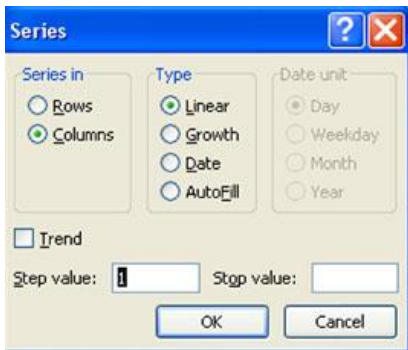 Series
Series in
Rows
Columns
Type
Linear
Growth
Date
AutoFill
Date unit
Day
Weekday
Month
Year
Trend
Step value: 1
Stop value:
OK
Cancel